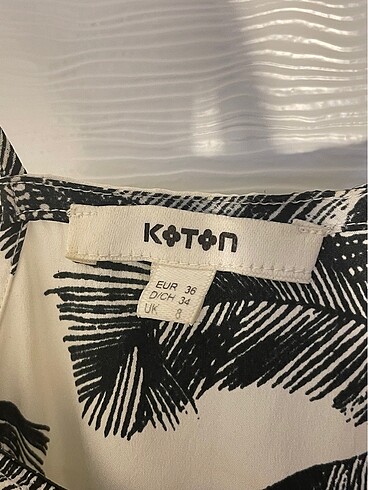 KOTON
EUR 36
D/CH 34
UK 8